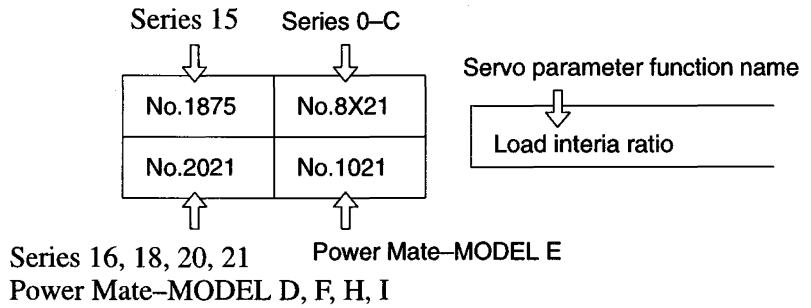 Series 15
Series 0–C
Servo parameter function name
No.1875
No.8X21
Load interia ratio
No.2021
No.1021
Series 16, 18, 20, 21
Power Mate–MODEL E
Power Mate–MODEL D, F, H, I